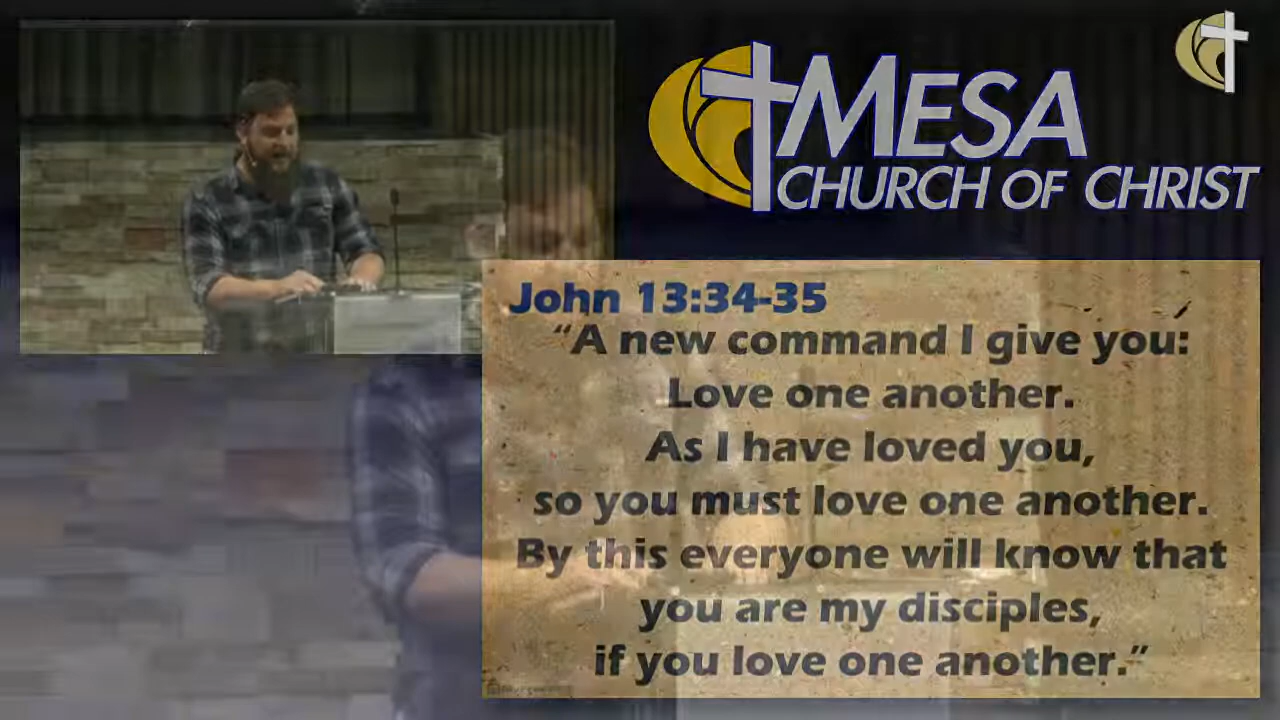 MESA
CHURCH OF CHRIST
John 13:34-35
“A new command I give you:
Love one another.
As I have loved you,
so you must love one another.
By this everyone will know that
you are my disciples,
if you love one another.”